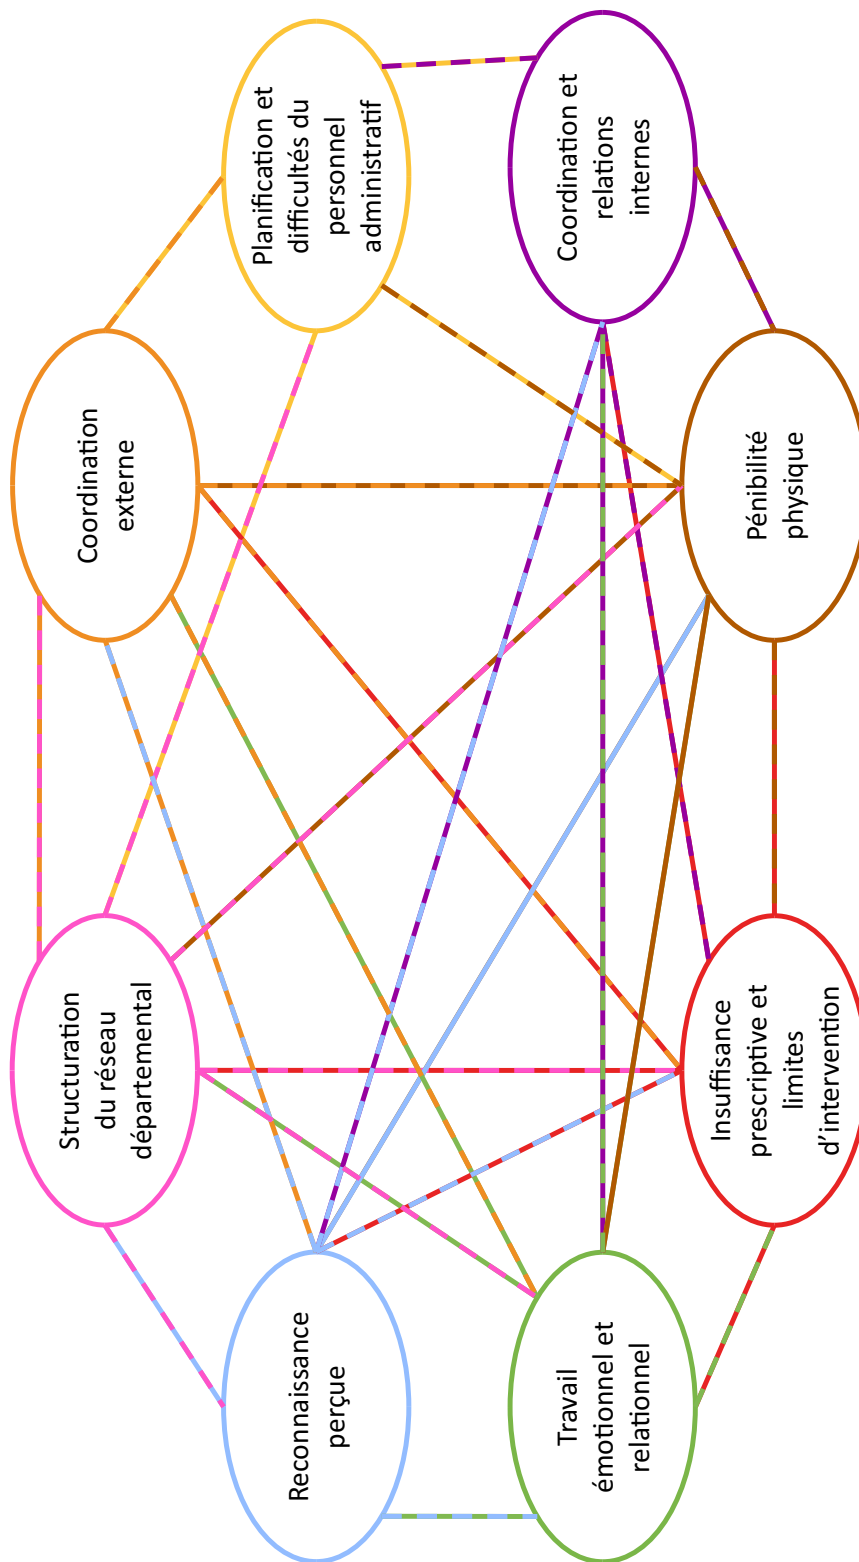 Structuration
du réseau
départemental
Coordination
externe
Reconnaissance
perçue
Planification et
difficultés du
personnel
administratif
Travail
émotionnel et
relationnel
Coordination et
relations
internes
Insuffisance
prescriptive et
limites
d’intervention
Pénibilité
physique